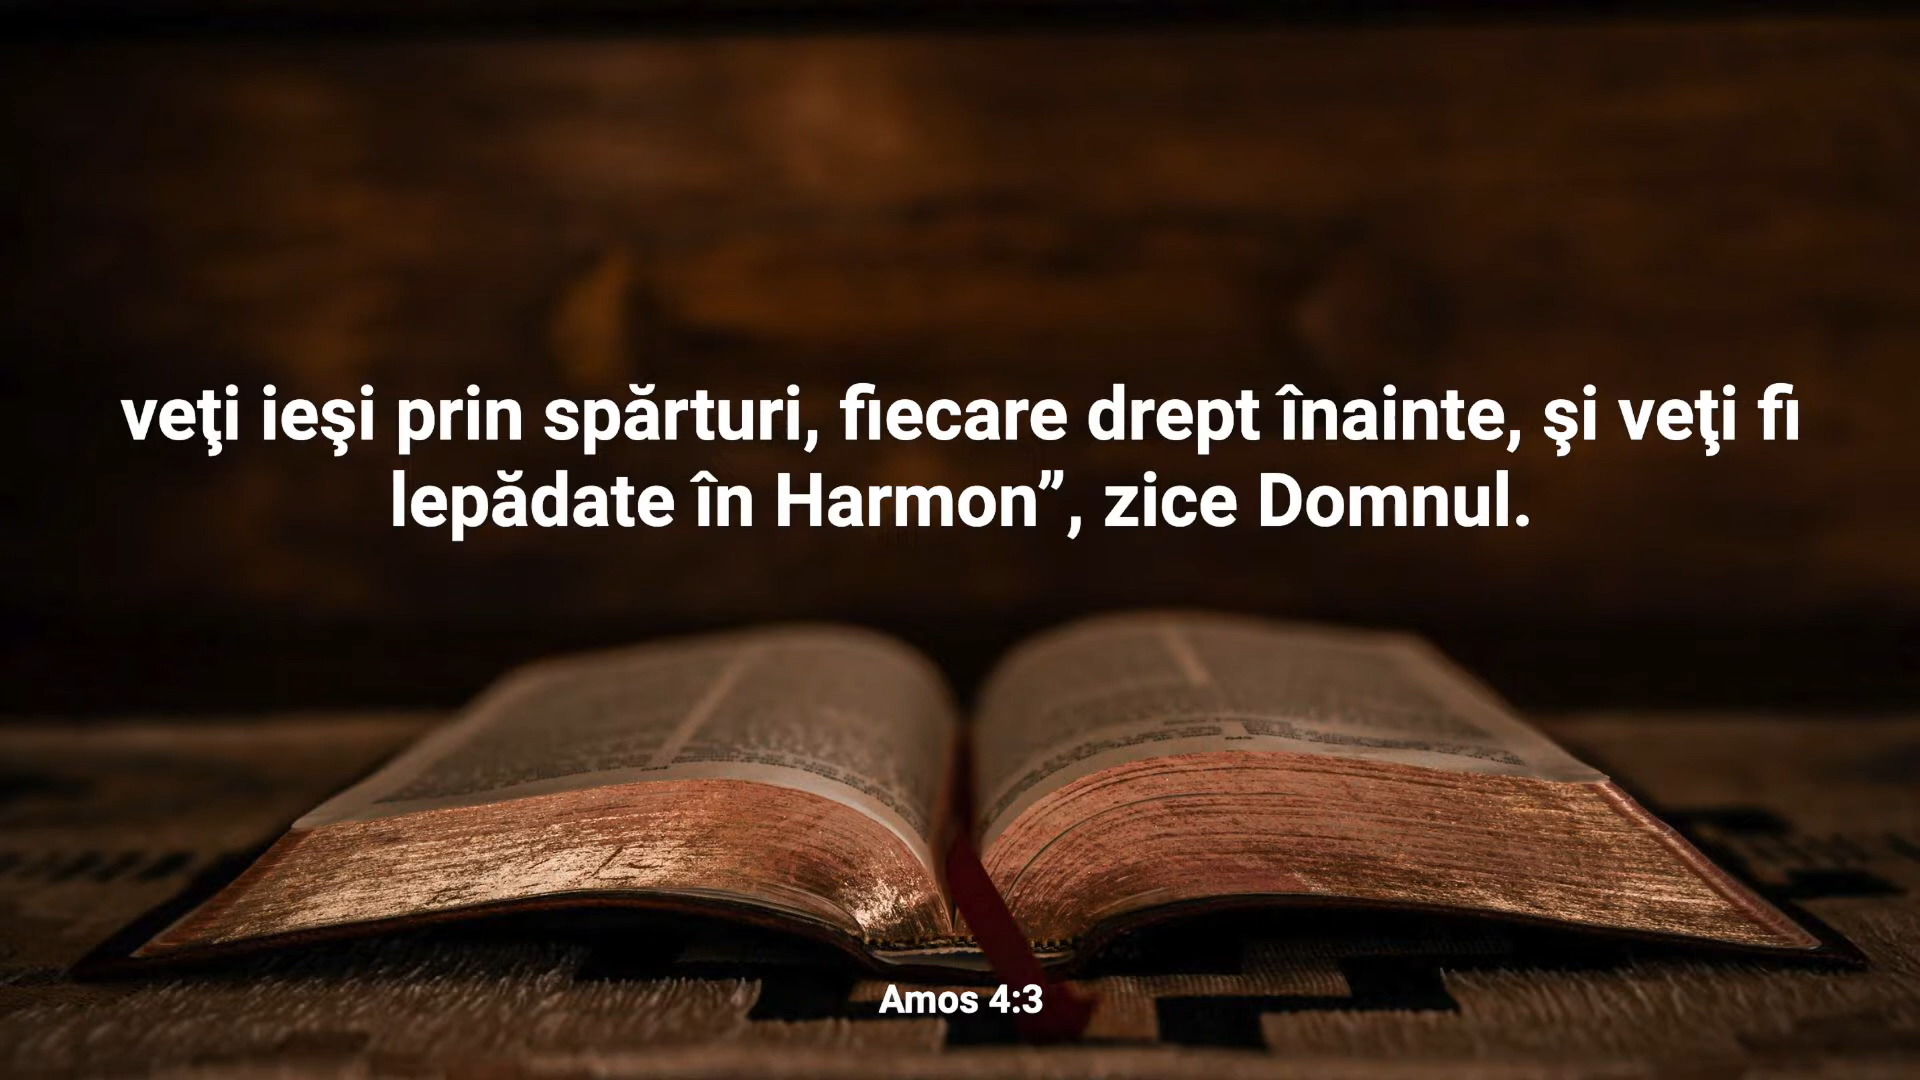 veţi ieşi prin spărturi, fiecare drept înainte, şi veţi fi
lepădate în Harmon”, zice Domnul.
Amos 4:3